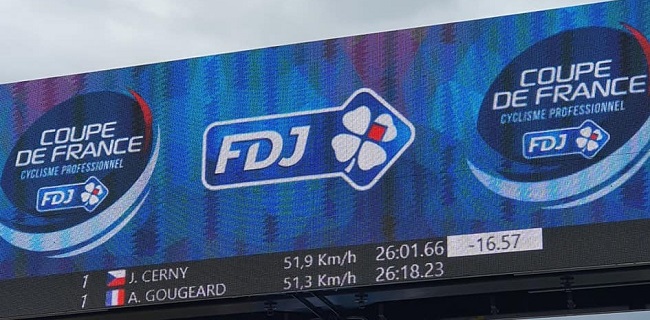 COUPE
DE FRANCE
CYCLISME PROFESSIONNEL
FDJ
FDJ
COUPE
DE FRANCE
CYCLISME PROFESSIONNEL
FDJ
1 J. CERNY 51,9 Km/h 26:01.66 -16.57
1 A. GOUGEARD 51,3 Km/h 26:18.23